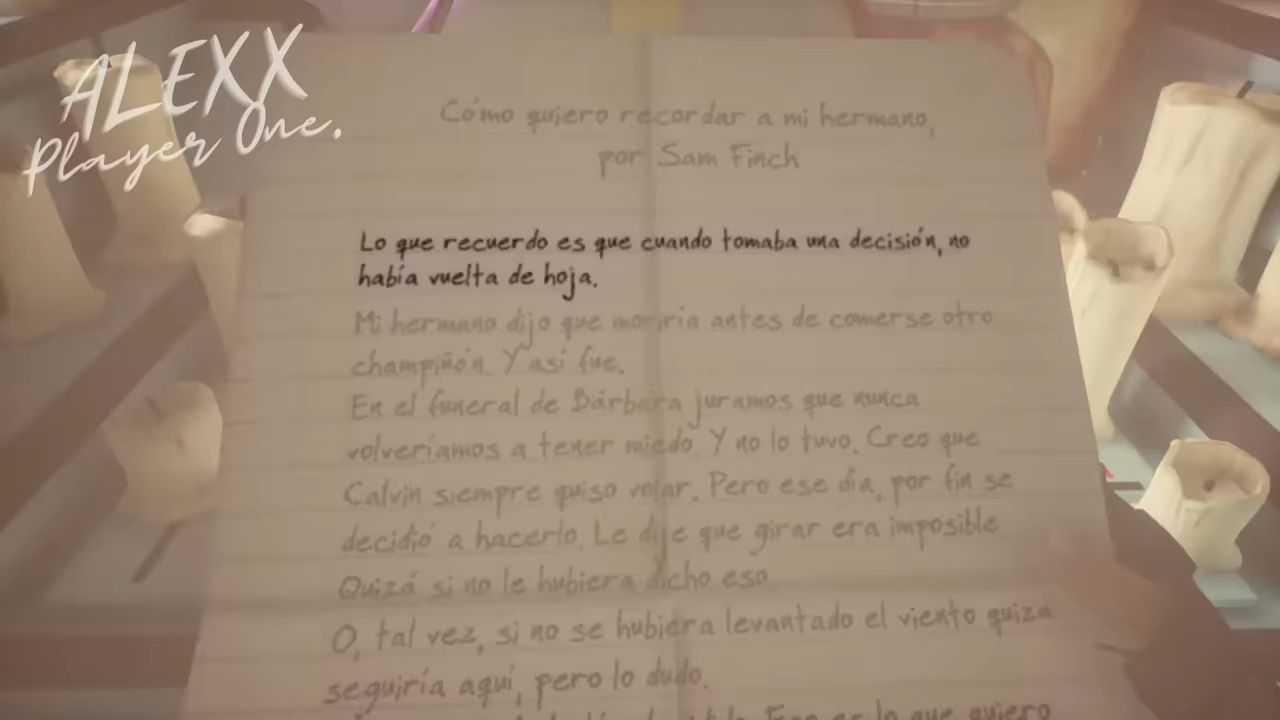 ALEXX
Player One.
Cómo quiero recordar a mi hermano,
por Sam Finch
Lo que recuerdo es que cuando tomaba una decisión, no
había vuelta de hoja.
Mi hermano dijo que moriría antes de comerse otro
champiñón. Y así fue.
En el funeral de Bárbara juramos que nunca
volveríamos a tener miedo. Y no lo tuvo. Creo que
Calvin siempre quiso volar. Pero ese día, por fin se
decidió a hacerlo. Le dije que girar era imposible
Quizá si no le hubiera dicho eso
O, tal vez, si no se hubiera levantado el viento quizá
seguiría aquí, pero lo dudo.
es lo que quiero